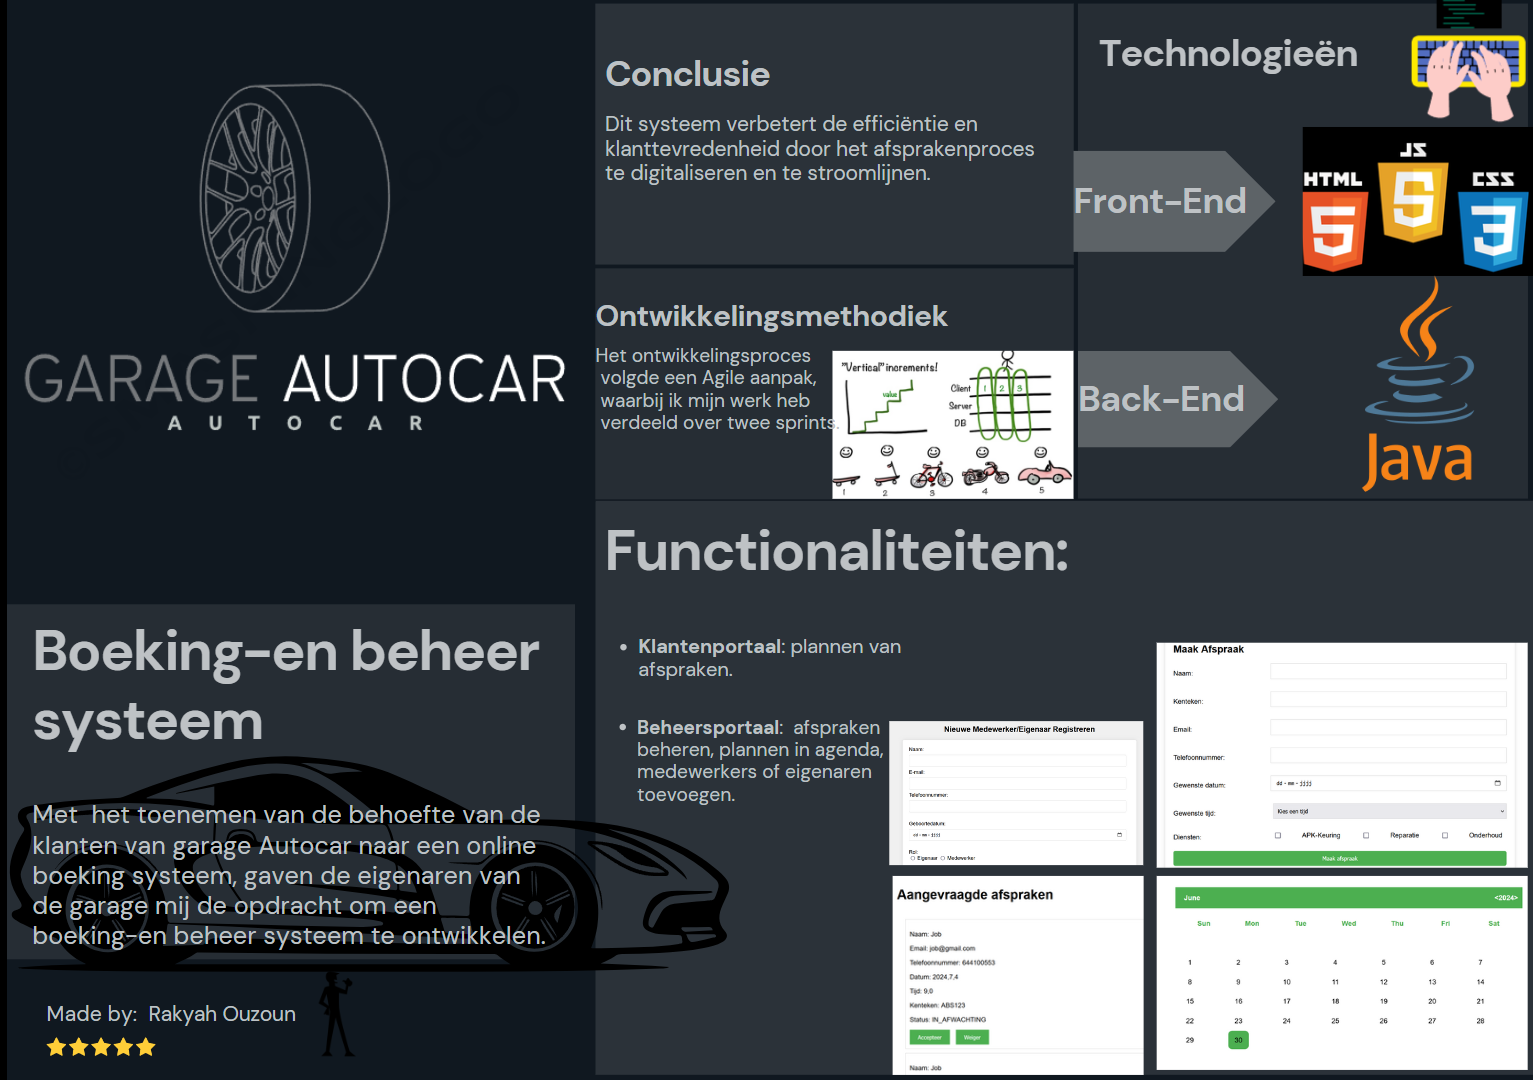 GARAGE AUTOCAR
AUTOCAR
Boeking-en beheer
systeem
Met het toenemen van de behoefte van de
klanten van garage Autocar naar een online
boeking systeem, gaven de eigenaren van
de garage mij de opdracht om een
boeking-en beheer systeem te ontwikkelen.
Made by: Rakyah Ouzoun
Conclusie
Dit systeem verbetert de efficiëntie en
klanttevredenheid door het afsprakenproces
te digitaliseren en te stroomlijnen.
Ontwikkelingsmethodiek
Het ontwikkelingsproces
volgde een Agile aanpak,
waarbij ik mijn werk heb
verdeeld over twee sprints.
"Vertical" increments!
value
Client
Server
DB
1 2 3
1 2 3 4 5
Technologieën
Front-End
HTML
JS
CSS
5
5
3
Back-End
Java
Functionaliteiten:
• Klantenportaal: plannen van
afspraken.
• Beheersportaal: afspraken
beheren, plannen in agenda,
medewerkers of eigenaren
toevoegen.
Nieuwe Medewerker/Eigenaar Registreren
Naam:
E-mail:
Telefoonnummer:
Geboortedatum:
dd-mm-jjjj
Rol:
Eigenaar Medewerker
Maak Afspraak
Naam:
Kenteken:
Email:
Telefoonnummer:
Gewenste datum:
dd-mm-jjjj
Gewenste tijd:
Kies een tijd
Diensten:
APK-Keuring Reparatie Onderhoud
Maak afspraak
Aangevraagde afspraken
Naam: Job
Email: job@gmail.com
Telefoonnummer: 644100553
Datum: 2024,7,4
Tijd: 9,0
Kenteken: ABS123
Status: IN_AFWACHTING
Accepteer Weiger
Naam: Job
June <2024>
Sun Mon Tue Wed Thu Fri Sat
1 2 3 4 5 6 7
8 9 10 11 12 13 14
15 16 17 18 19 20 21
22 23 24 25 26 27 28
29 30